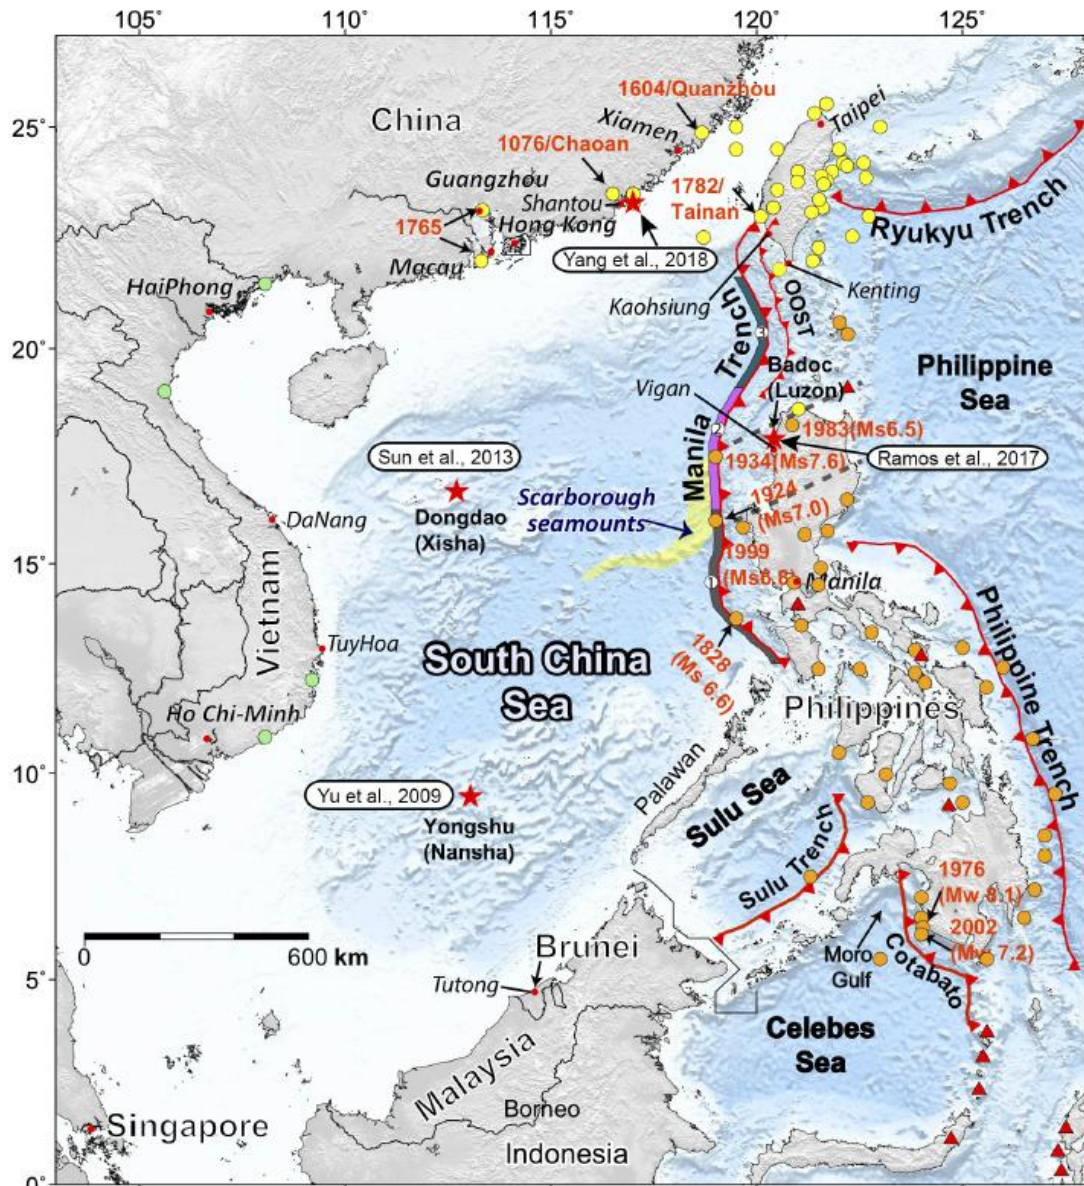 105° 110° 115° 120° 125°
1604/Quanzhou
Taipei
China
Xiamen
25°
1076/Chaoan
Guangzhou
1782/
Tainan
Shantou
Ryukyu Trench
1765
Hong Kong
Yang et al., 2018
Macau
HaiPhong
Kaohsiung
Kenting
OOST
20°
3
Manila Trench
Badoc
(Luzon)
Philippine
Sea
Vigan
2
1983(Ms6.5)
Sun et al., 2013
1934(Ms7.6)
Ramos et al., 2017
Scarborough
seamounts
1924
(Ms7.0)
DaNang
Dongdao
(Xisha)
15°
1999
(Ms6.8)
1
Manila
Vietnam
Philippine Trench
TuyHoa
1828
(Ms 6.6)
South China
Sea
Ho Chi-Minh
Philippines
10°
Palawan
Sulu Sea
Yu et al., 2009
Yongshu
(Nansha)
Sulu Trench
1976
(Mw 8.1)
2002
(Mw 7.2)
0 600 km
Brunei
Moro
Gulf
Cotabato
5°
Tutong
Celebes
Sea
Malaysia
Borneo
Singapore
Indonesia
0°